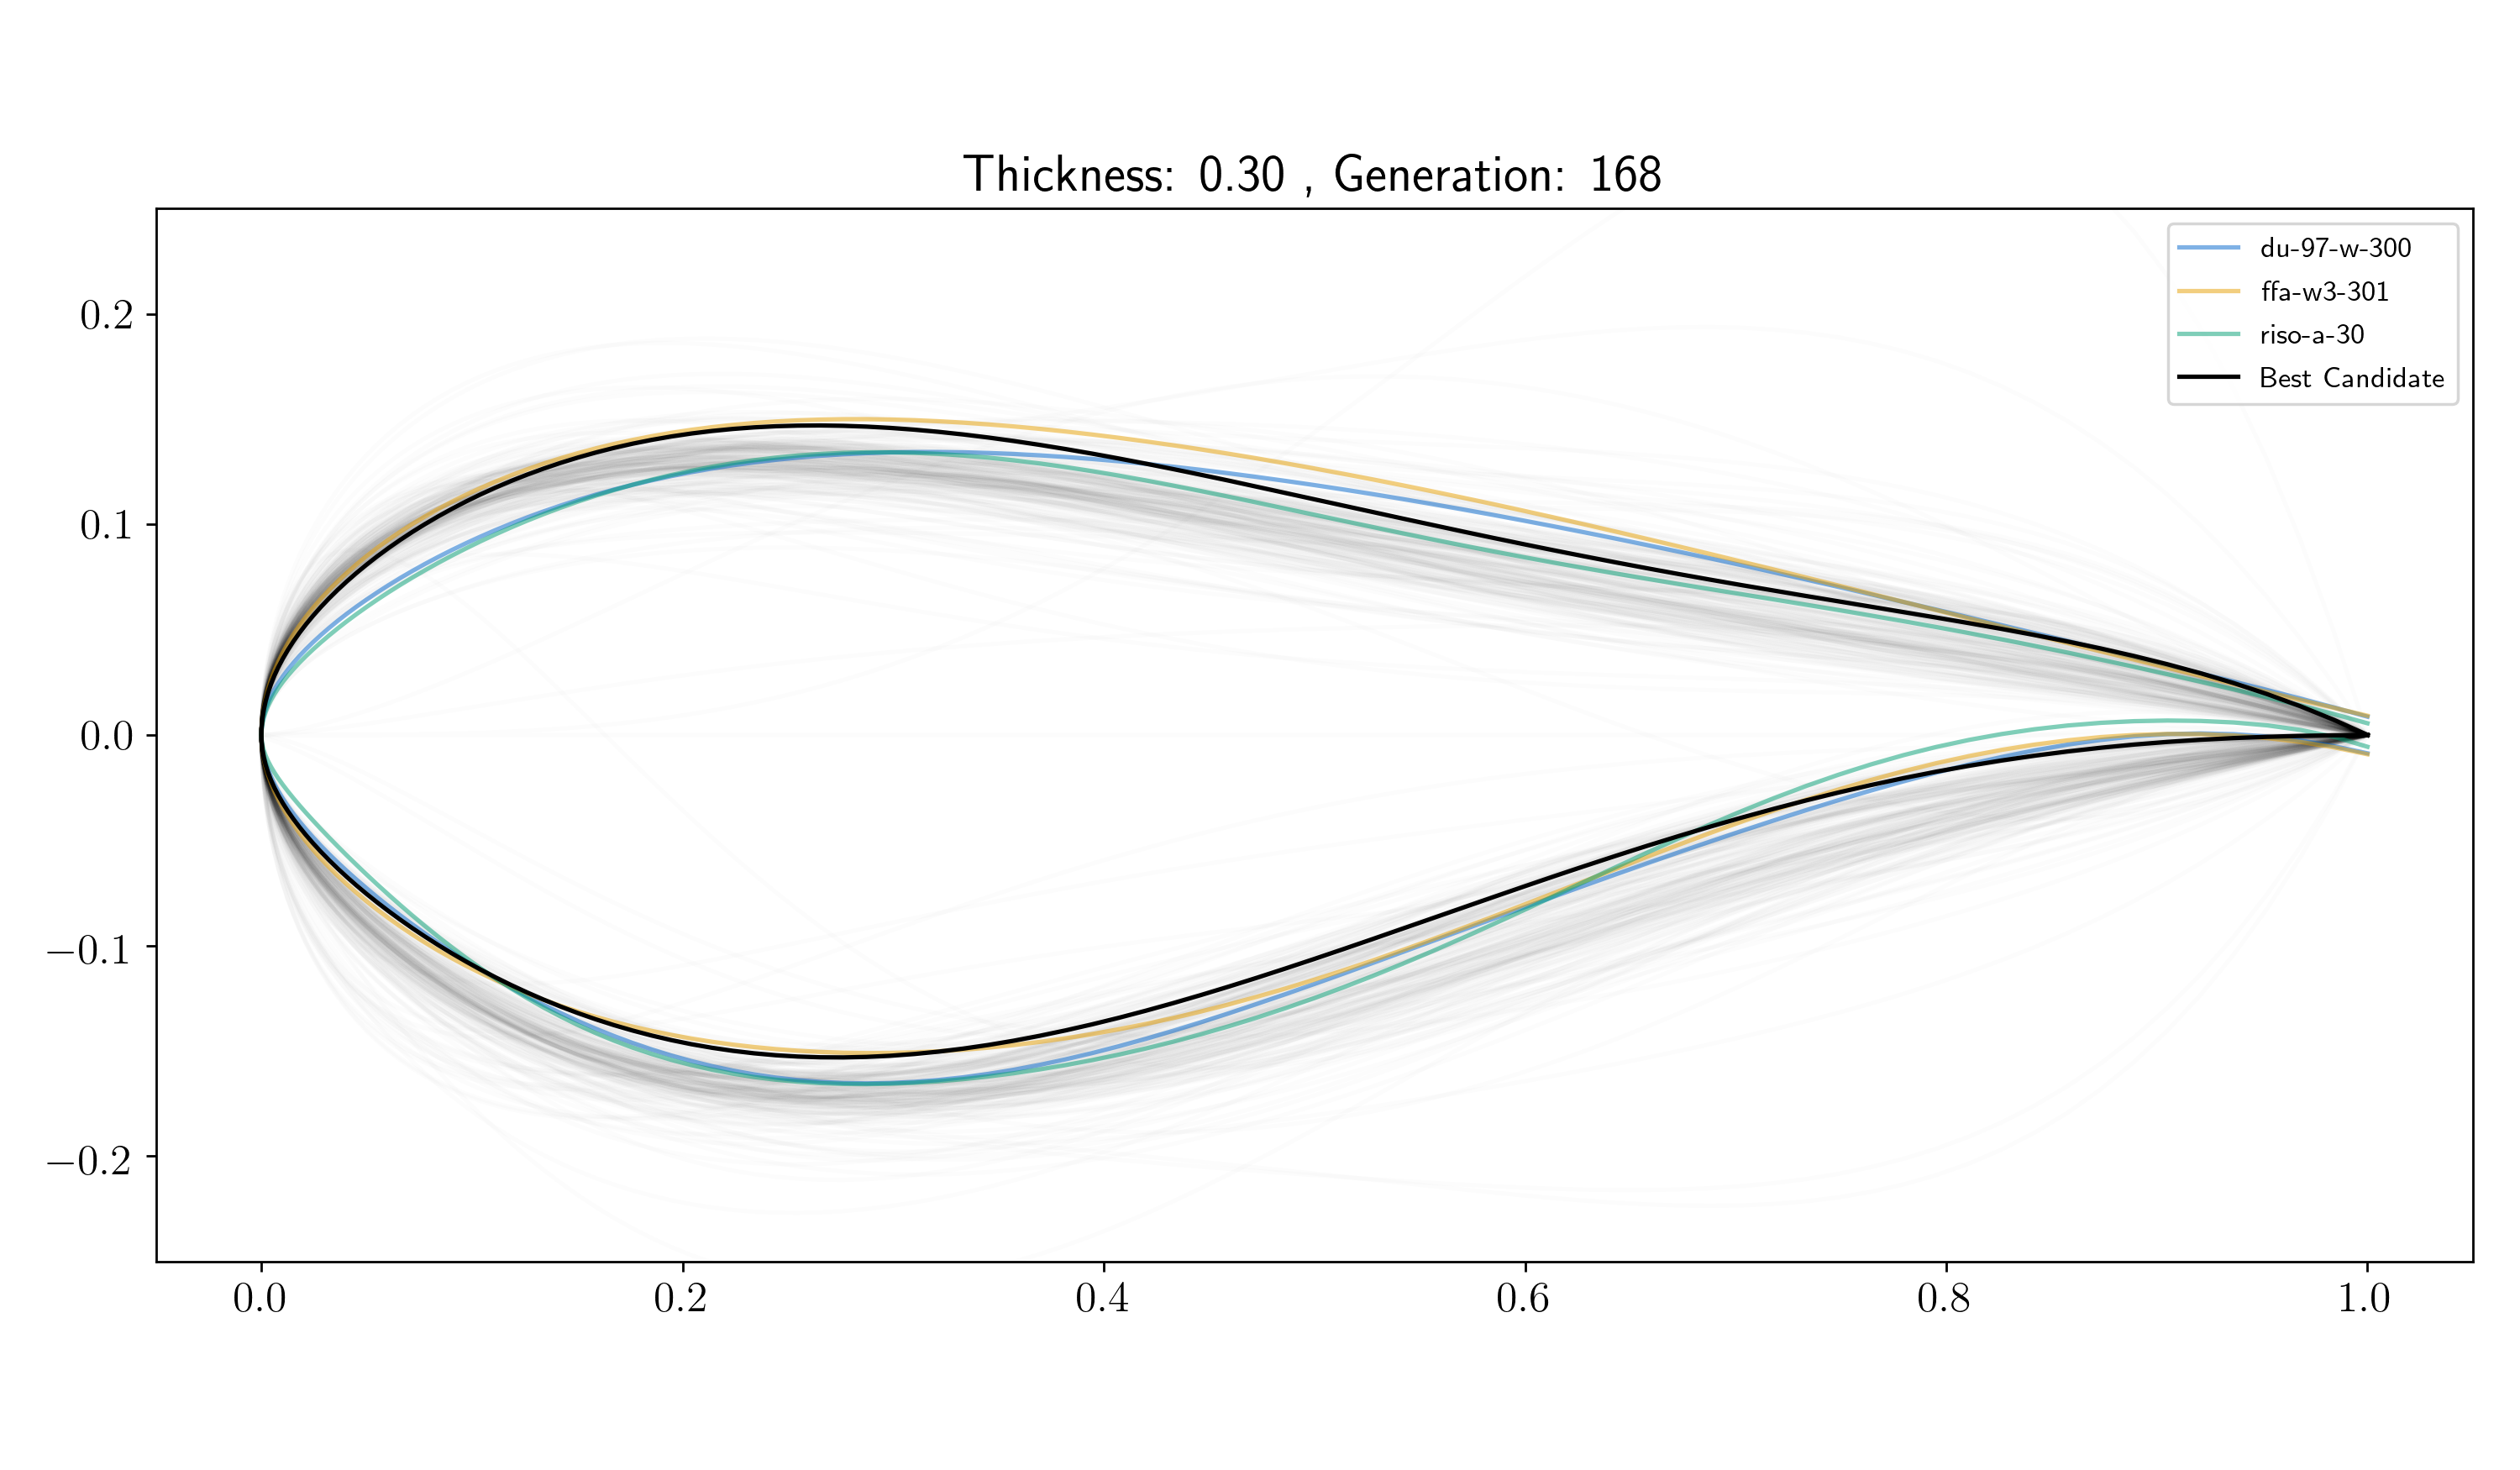 Thickness: 0.30 , Generation: 168
du-97-w-300
ffa-w3-301
riso-a-30
Best Candidate
0.2
0.1
0.0
−0.1
−0.2
0.0 0.2 0.4 0.6 0.8 1.0